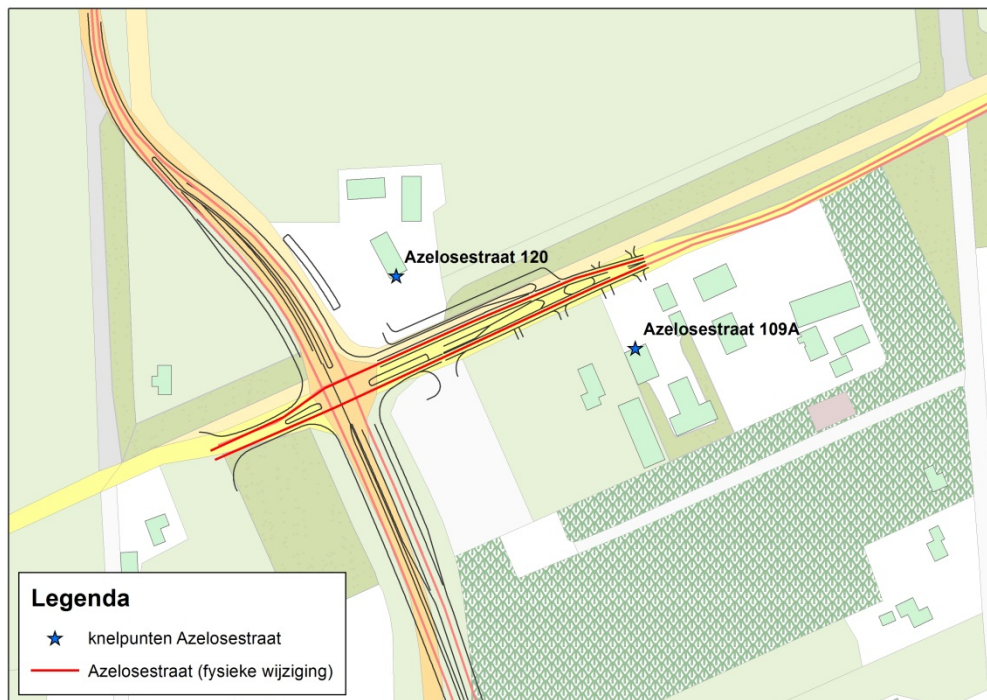 Azelosestraat 120
Azelosestraat 109A
Legenda
knelpunten Azelosestraat
Azelosestraat (fysieke wijziging)